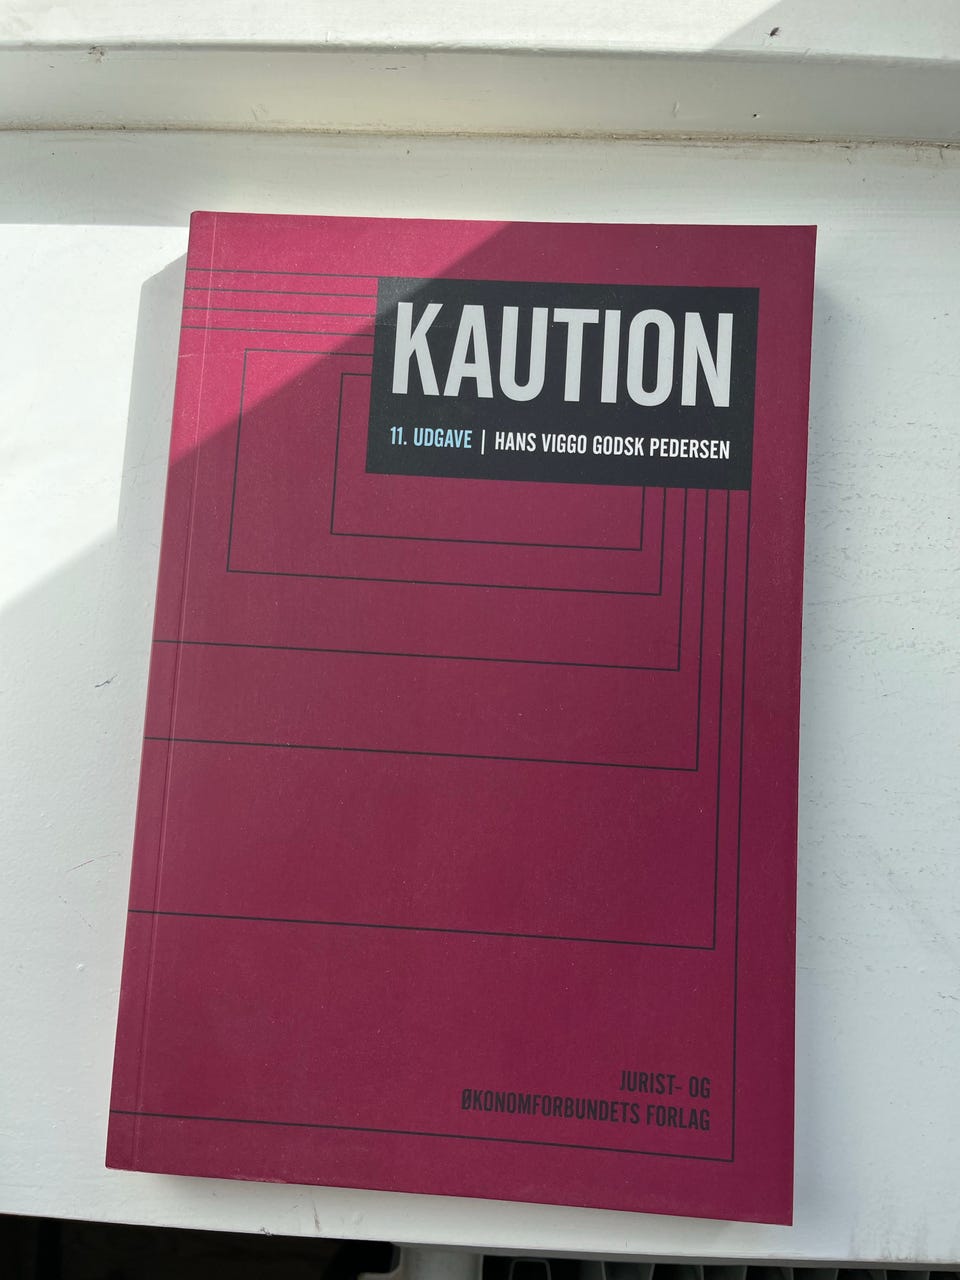 KAUTION
11. UDGAVE | HANS VIGGO GODSK PEDERSEN
JURIST- OG
ØKONOMFORBUNDETS FORLAG